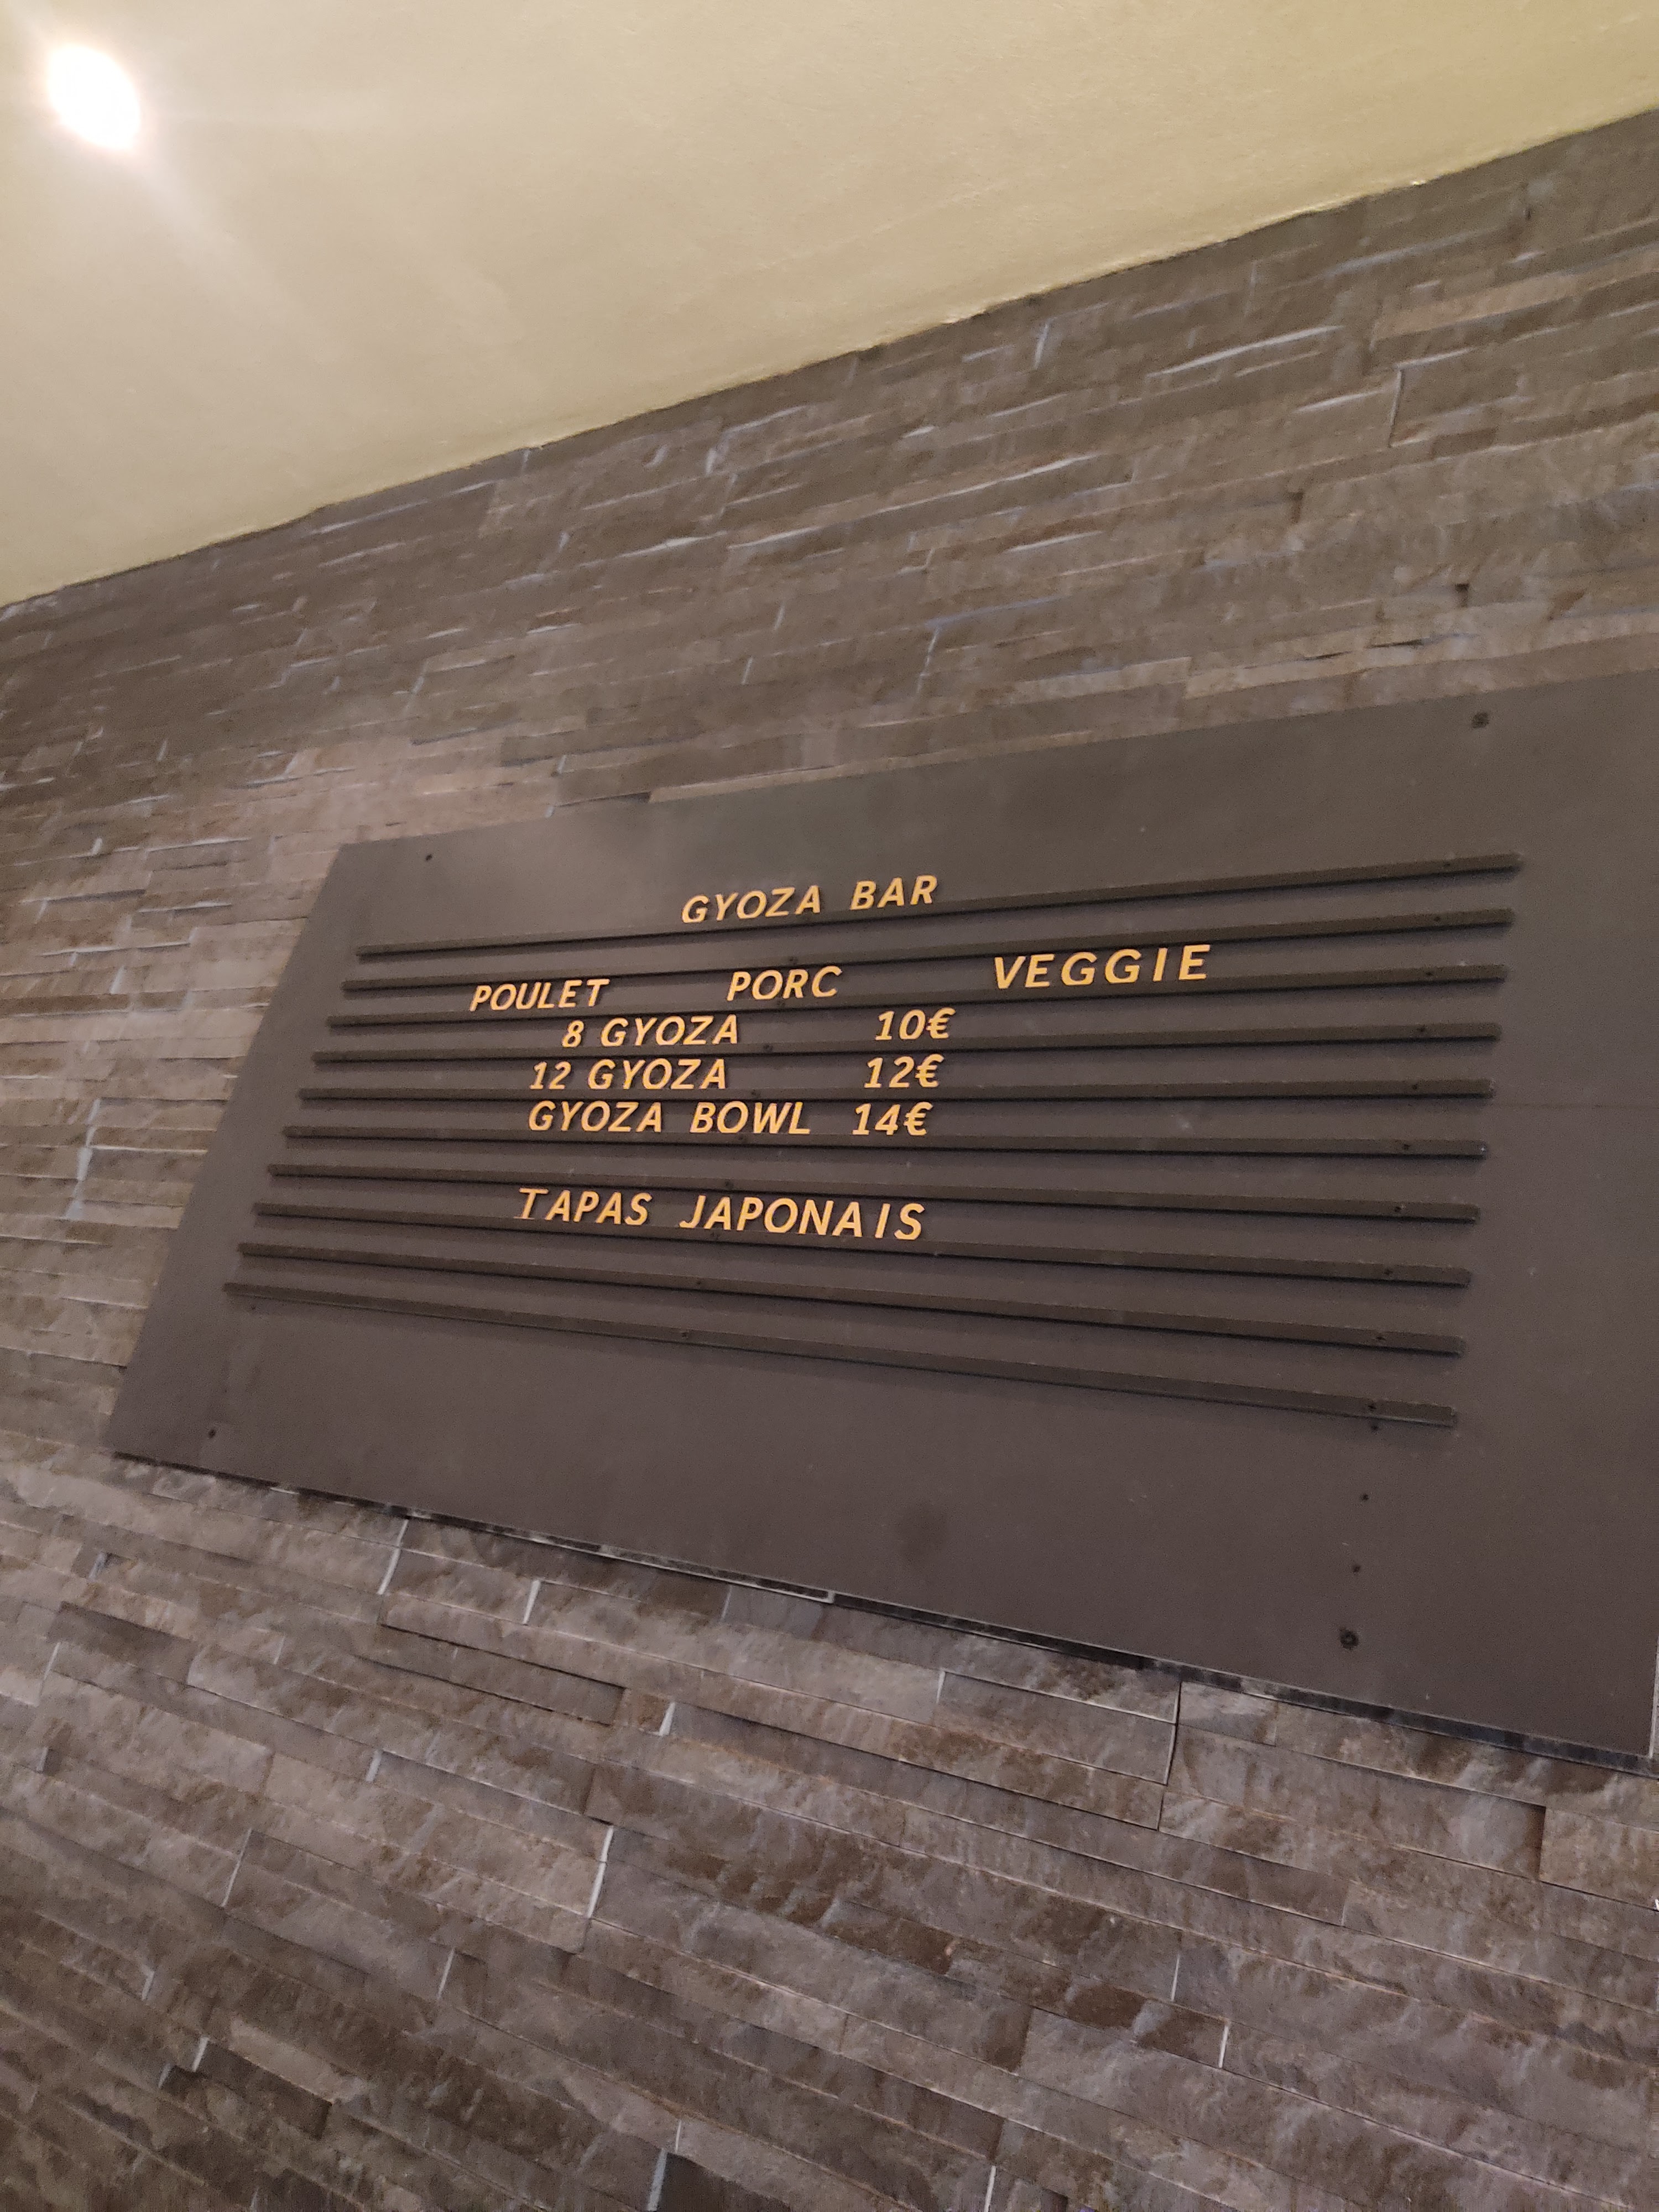 GYOZA BAR
POULET PORC VEGGIE
8 GYOZA 10€
12 GYOZA 12€
GYOZA BOWL 14€
TAPAS JAPONAIS